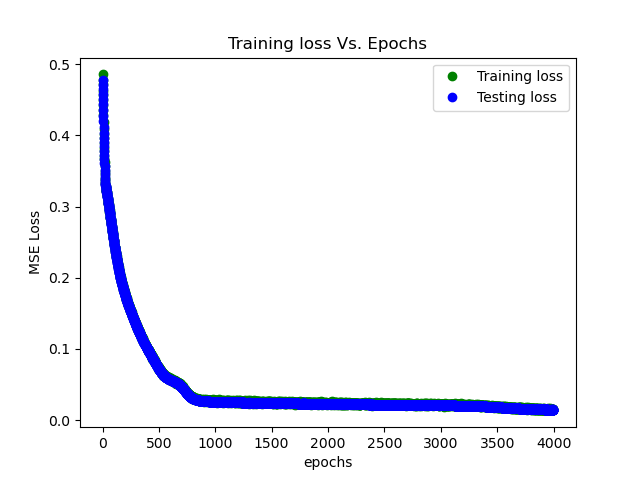 Training loss Vs. Epochs
Training loss
Testing loss
MSE Loss
0.5
0.4
0.3
0.2
0.1
0.0
0 500 1000 1500 2000 2500 3000 3500 4000
epochs